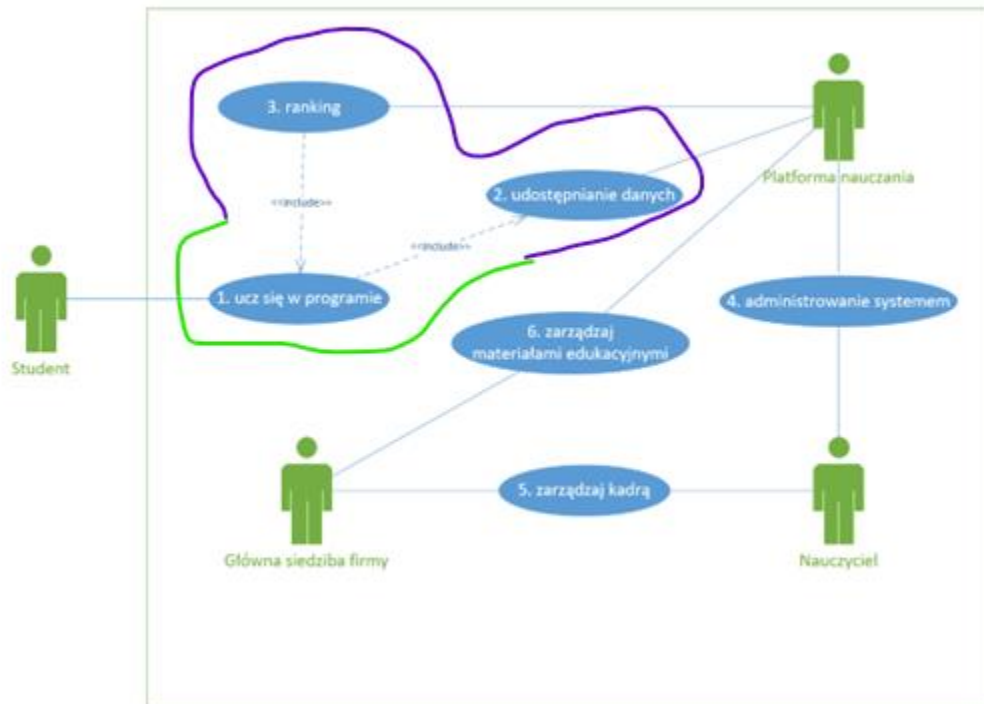 3. ranking
Platforma nauczania
2. udostępnianie danych
<<include>>
<<include>>
1. ucz się w programie
4. administrowanie systemem
6. zarządzaj
materiałami edukacyjnymi
Student
5. zarządzaj kadrą
Główna siedziba firmy
Nauczyciel